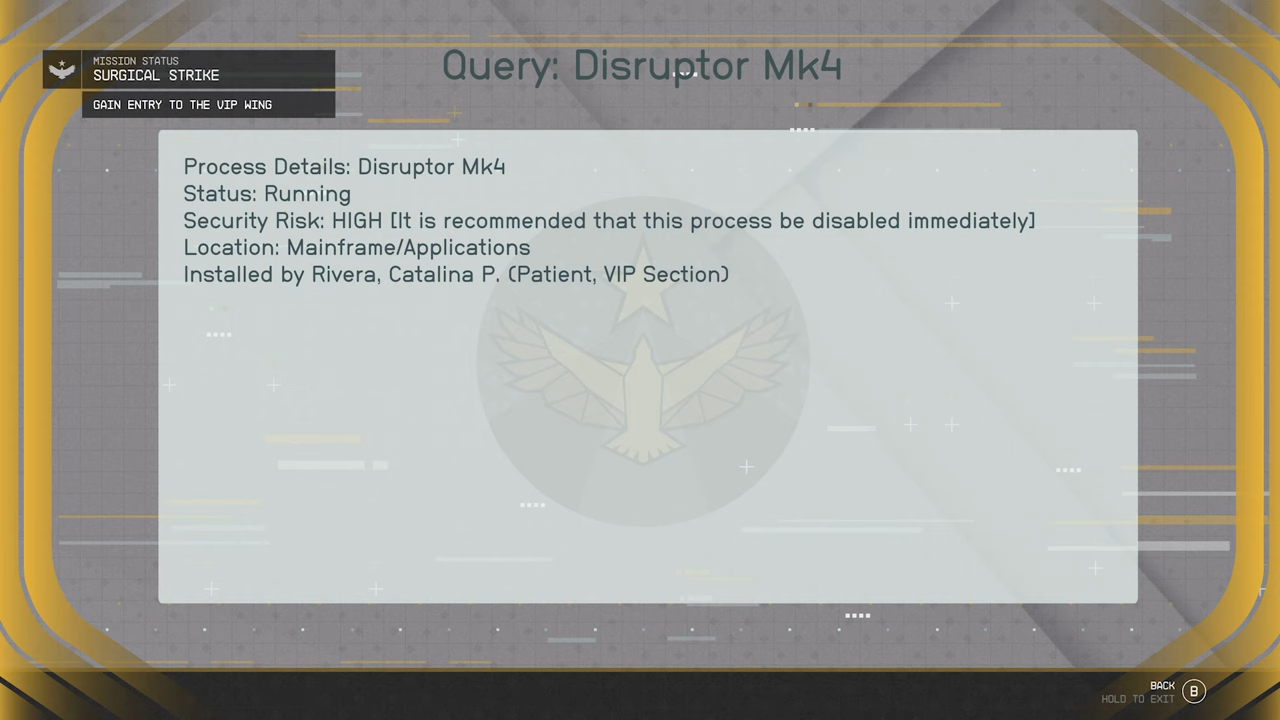 MISSION STATUS
SURGICAL STRIKE
GAIN ENTRY TO THE VIP WING
Query: Disruptor Mk4
Process Details: Disruptor Mk4
Status: Running
Security Risk: HIGH [It is recommended that this process be disabled immediately]
Location: Mainframe/Applications
Installed by Rivera, Catalina P. (Patient, VIP Section)
BACK
HOLD TO EXIT
B